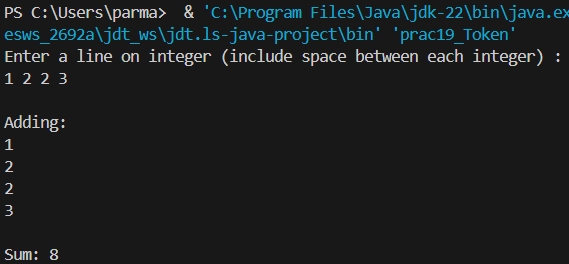 PS C:\Users\parma>  & 'C:\Program Files\Java\jdk-22\bin\java.ex
esws_2692a\jdt_ws\jdt.ls-java-project\bin' 'prac19_Token'
Enter a line on integer (include space between each integer) :
1 2 2 3
Adding:
1
2
2
3
Sum: 8